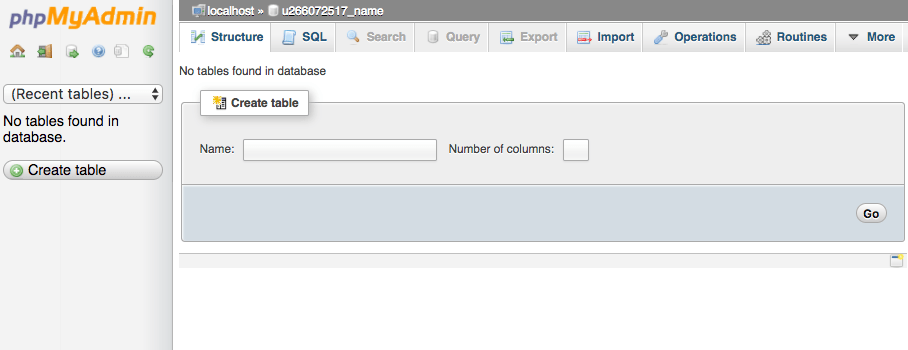 phpMyAdmin
(Recent tables) ...
No tables found in
database.
Create table
localhost » u266072517_name
Structure SQL Search Query Export Import Operations Routines More
No tables found in database
Create table
Name: Number of columns:
Go